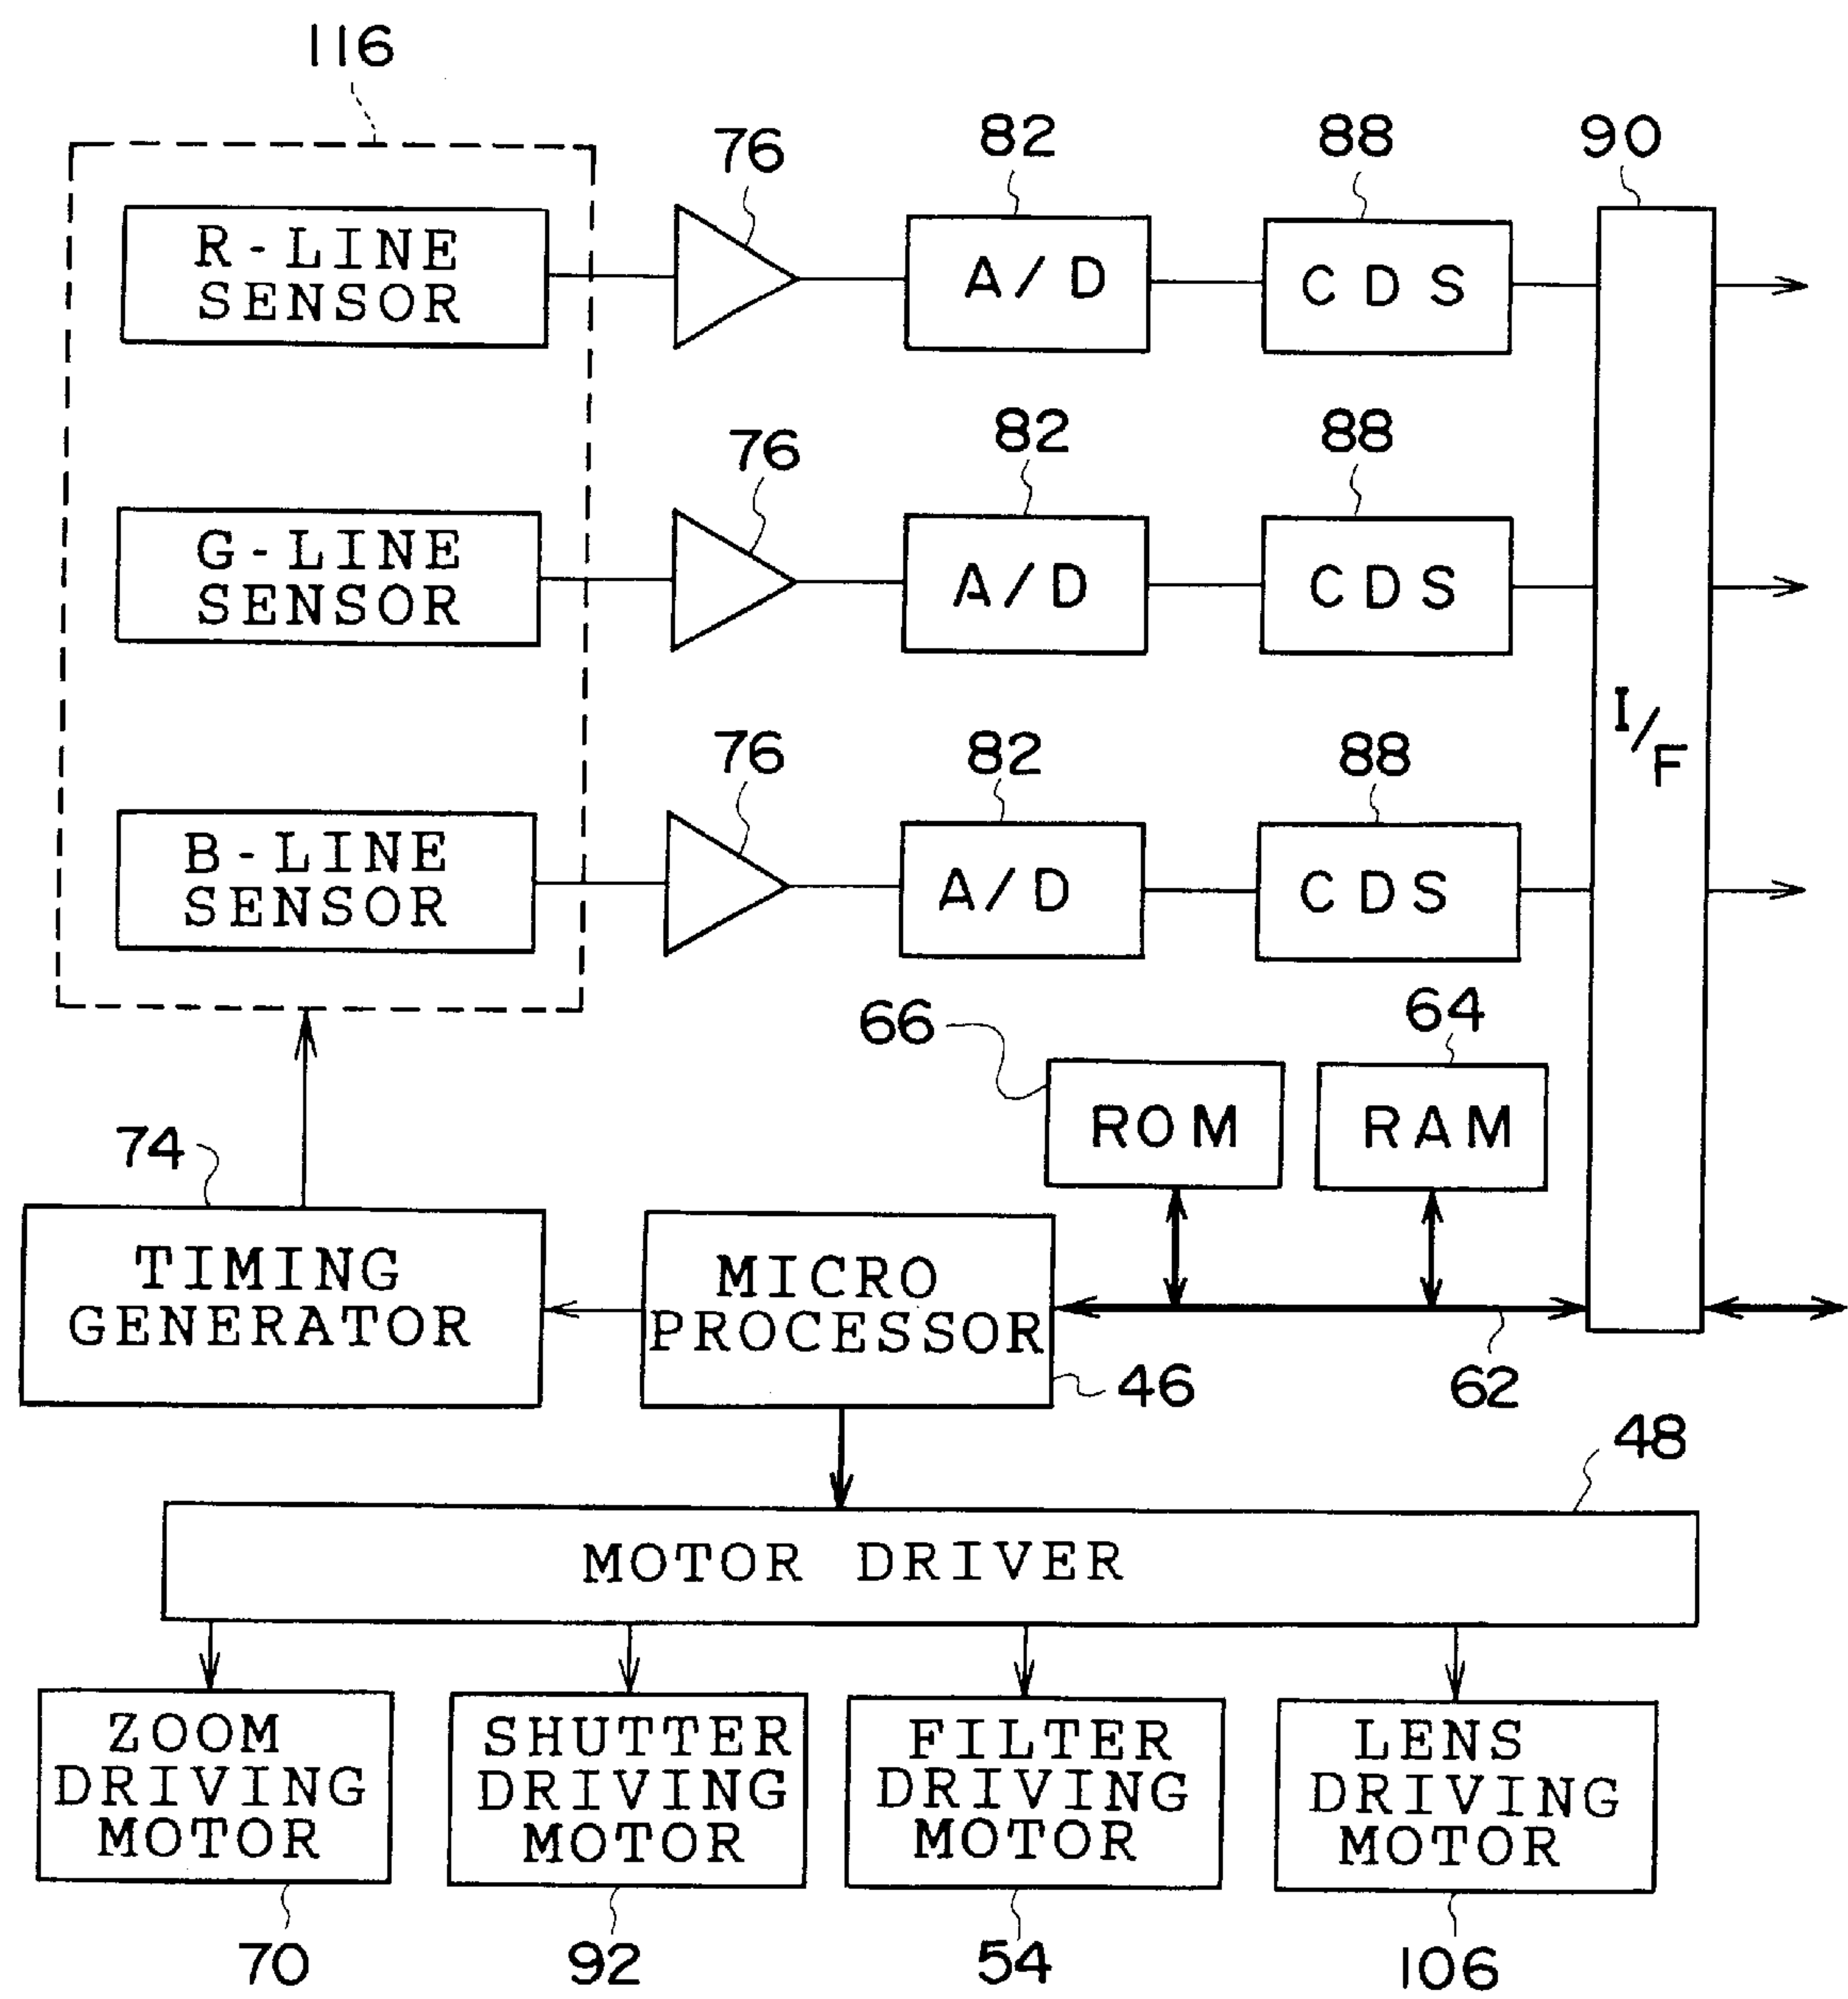 116
76
82
88
90
R-LINE
SENSOR
A/D
CDS
76
82
88
G-LINE
SENSOR
A/D
CDS
I/F
76
82
88
B-LINE
SENSOR
A/D
CDS
66
64
ROM
RAM
74
TIMING
GENERATOR
MICRO
PROCESSOR
46
62
48
MOTOR DRIVER
ZOOM
DRIVING
MOTOR
SHUTTER
DRIVING
MOTOR
FILTER
DRIVING
MOTOR
LENS
DRIVING
MOTOR
70
92
54
106